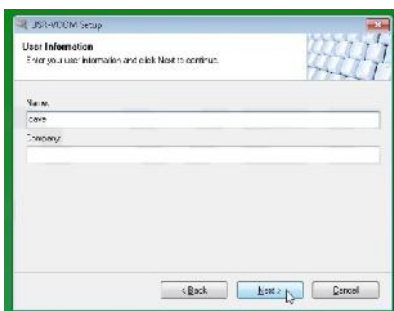 USR-VCOM Setup
User Information
Enter your user information and click Next to continue.
Name:
cava
Company:
< Back
Next >
Cancel